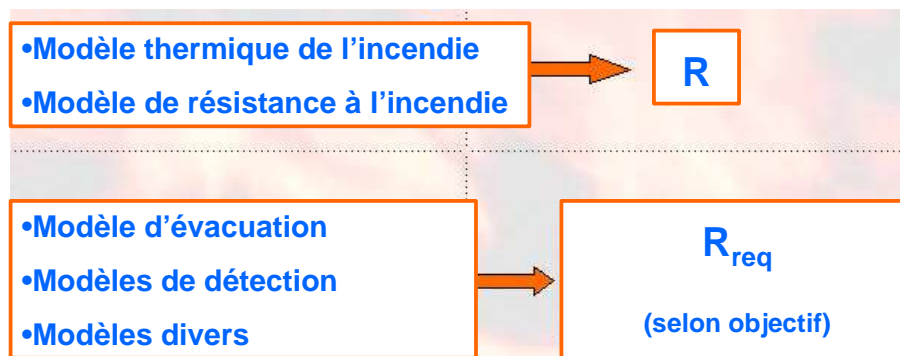 •Modèle thermique de l’incendie
•Modèle de résistance à l’incendie
R
•Modèle d’évacuation
•Modèles de détection
•Modèles divers
Rreq
(selon objectif)